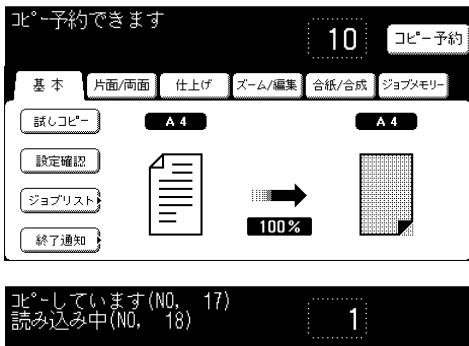 コピー予約できます
10
コピー予約
基本 片面/両面 仕上げ ズーム/編集 合紙/合成 ジョブメモリー
試しコピー
A4
A4
設定確認
ジョブリスト
100%
終了通知
コピーしています(NO, 17)
読み込み中(NO, 18)
1